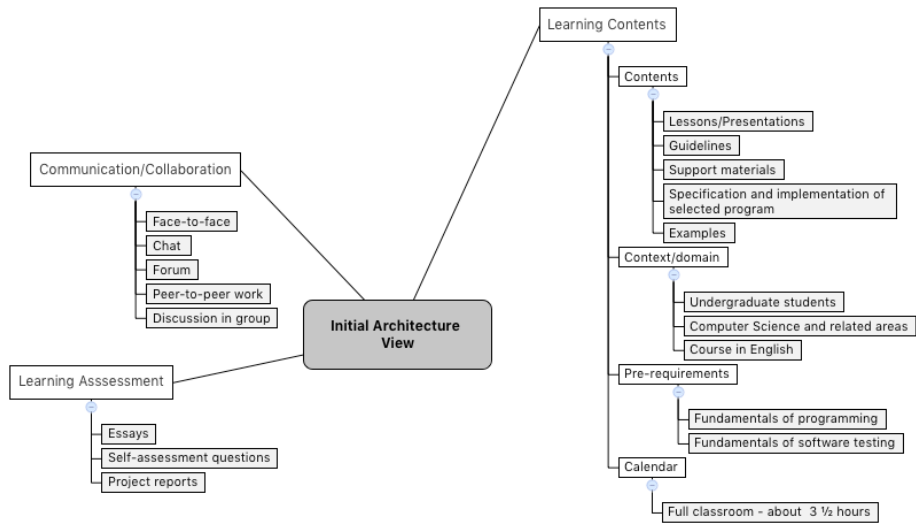 Learning Contents
Contents
Lessons/Presentations
Guidelines
Support materials
Specification and implementation of
selected program
Examples
Context/domain
Undergraduate students
Computer Science and related areas
Course in English
Pre-requirements
Fundamentals of programming
Fundamentals of software testing
Calendar
Full classroom - about 3 ½ hours
Communication/Collaboration
Face-to-face
Chat
Forum
Peer-to-peer work
Discussion in group
Initial Architecture
View
Learning Asssessment
Essays
Self-assessment questions
Project reports